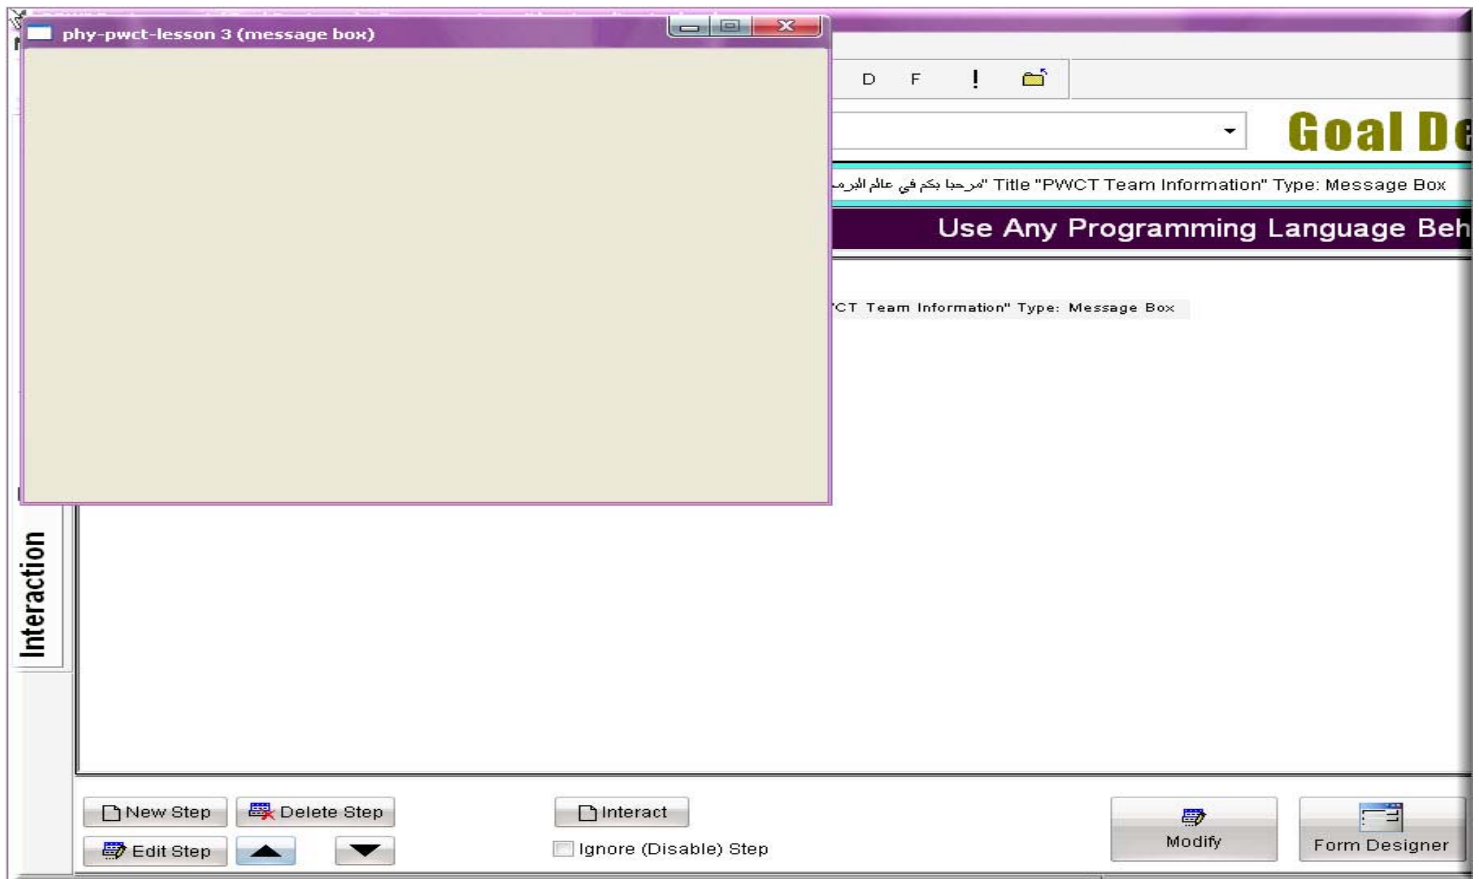 phy-pwct-lesson 3 (message box)
D F !
Goal De
"مرحبا بكم في عالم البرمـ Title "PWCT Team Information" Type: Message Box
Use Any Programming Language Beh
CT Team Information" Type: Message Box
Interaction
New Step Delete Step Interact
Modify Form Designer
Edit Step Ignore (Disable) Step